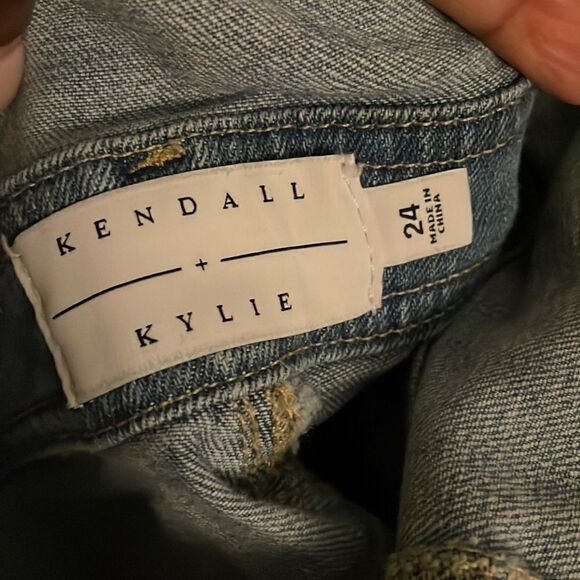 KENDALL
+
KYLIE
24
MADE IN
CHINA